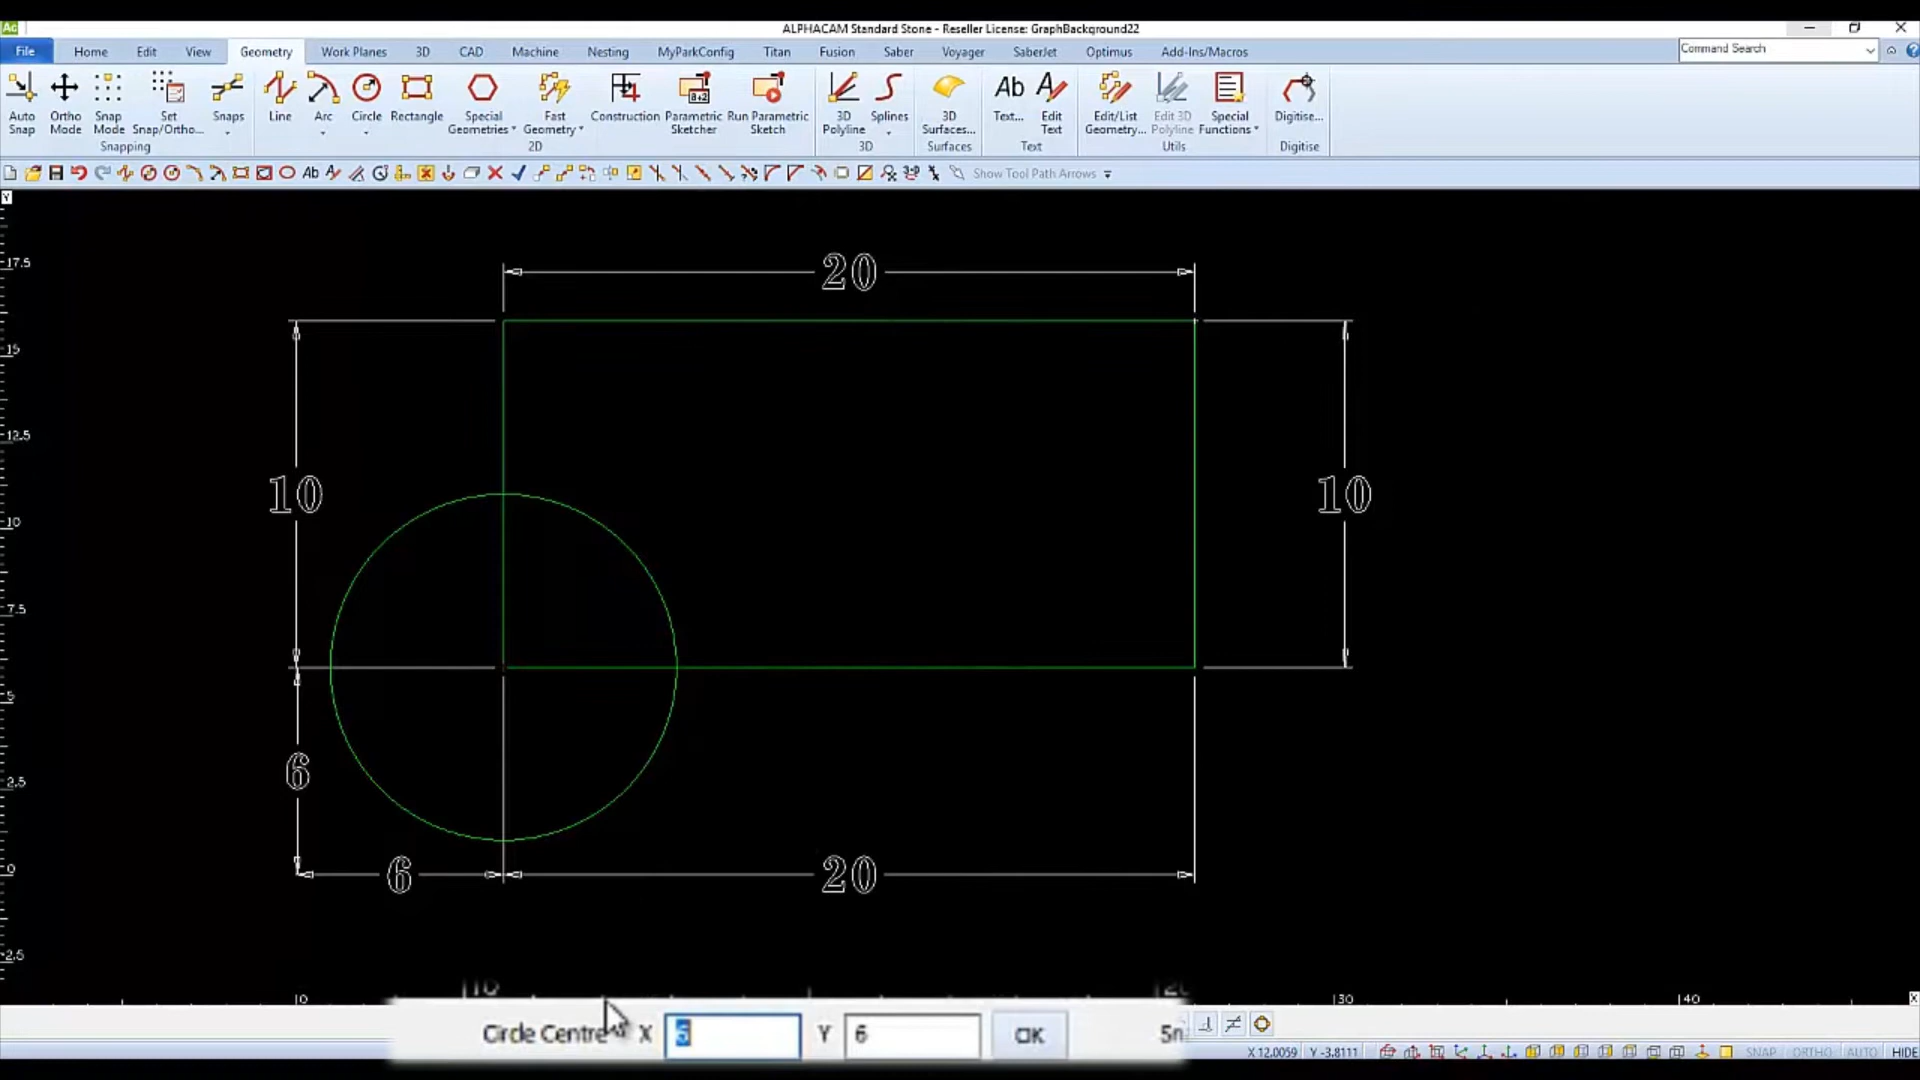 ALPHACAM Standard Stone - Reseller License: GraphBackground22
File Home Edit View Geometry Work Planes 3D CAD Machine Nesting MyParkConfig Titan Fusion Saber Voyager SaberJet Optimus Add-Ins/Macros Command Search
Auto Snap Ortho Mode Snap Mode Set Snap/Ortho... Snaps Line Arc Circle Rectangle Special Geometries Fast Geometry Construction Parametric Sketcher Run Parametric Sketch 3D Polyline Splines 3D Surfaces... Text... Edit Text Edit/List Geometry... Edit 3D Polyline Special Functions Digitise...
Snapping 2D 3D Surfaces Text Utils Digitise
Show Tool Path Arrows
Y
17.5
20
15
12.5
10 10
10
7.5
5
6
2.5
0
6 20
-2.5
0 30 40 X
Circle Centre X Y 6 OK
X 12.0059 Y -3.8111 SNAP ORTHO AUTO HIDE